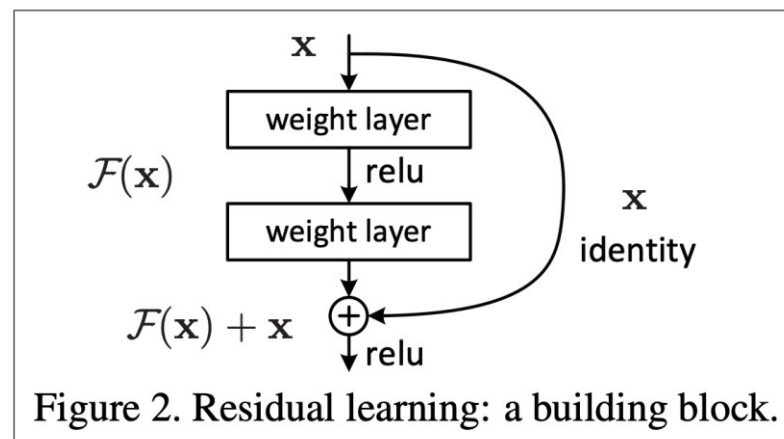 x
weight layer
F(x)
relu
x
weight layer
identity
F(x) + x
+
relu
Figure 2. Residual learning: a building block.